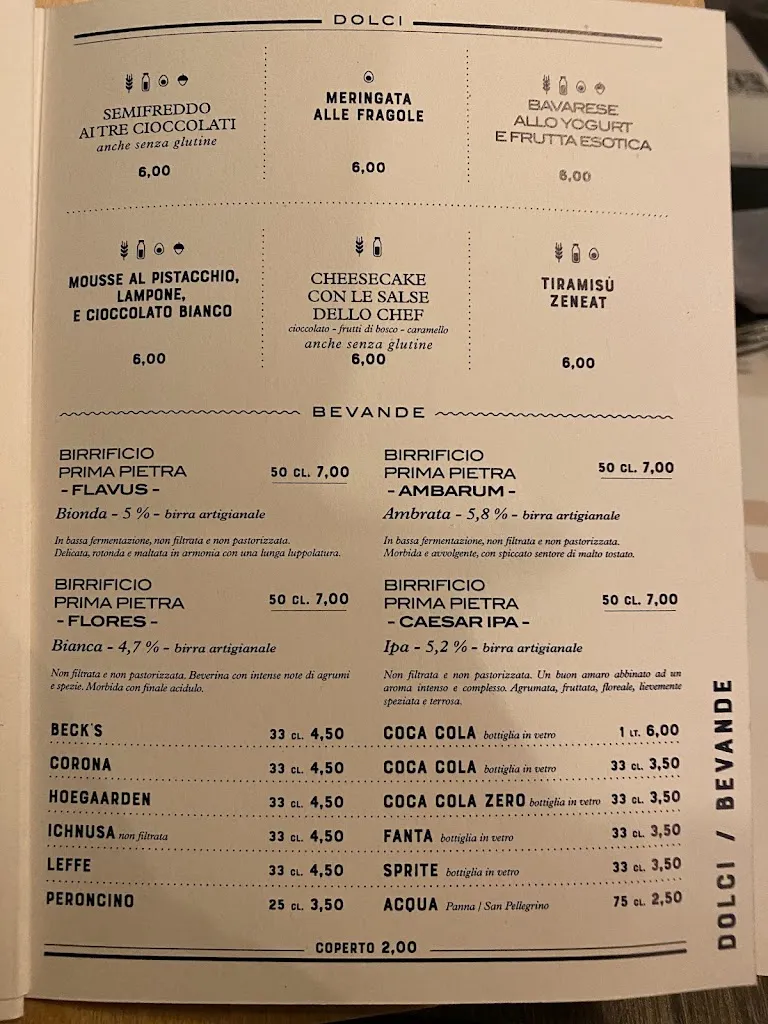 DOLCI
SEMIFREDDO
AI TRE CIOCCOLATI
anche senza glutine
6,00
MERINGATA
ALLE FRAGOLE
6,00
BAVARESE
ALLO YOGURT
E FRUTTA ESOTICA
6,00
MOUSSE AL PISTACCHIO,
LAMPONE,
E CIOCCOLATO BIANCO
6,00
CHEESECAKE
CON LE SALSE
DELLO CHEF
cioccolato - frutti di bosco - caramello
anche senza glutine
6,00
TIRAMISÙ
ZENEAT
6,00
BEVANDE
BIRRIFICIO
PRIMA PIETRA 50 CL. 7,00
- FLAVUS -
Bionda - 5 % - birra artigianale
In bassa fermentazione, non filtrata e non pastorizzata.
Delicata, rotonda e maltata in armonia con una lunga luppolatura.
BIRRIFICIO
PRIMA PIETRA 50 CL. 7,00
- AMBARUM -
Ambrata - 5,8 % - birra artigianale
In bassa fermentazione, non filtrata e non pastorizzata.
Morbida e avvolgente, con spiccato sentore di malto tostato.
BIRRIFICIO
PRIMA PIETRA 50 CL. 7,00
- FLORES -
Bianca - 4,7 % - birra artigianale
Non filtrata e non pastorizzata. Beverina con intense note di agrumi
e spezie. Morbida con finale acidulo.
BIRRIFICIO
PRIMA PIETRA 50 CL. 7,00
- CAESAR IPA -
Ipa - 5,2 % - birra artigianale
Non filtrata e non pastorizzata. Un buon amaro abbinato ad un
aroma intenso e complesso. Agrumata, fruttata, floreale, lievemente
speziata e terrosa.
BECK'S 33 CL. 4,50
CORONA 33 CL. 4,50
HOEGAARDEN 33 CL. 4,50
ICHNUSA non filtrata 33 CL. 4,50
LEFFE 33 CL. 4,50
PERONCINO 25 CL. 3,50
COCA COLA bottiglia in vetro 1 LT. 6,00
COCA COLA bottiglia in vetro 33 CL. 3,50
COCA COLA ZERO bottiglia in vetro 33 CL. 3,50
FANTA bottiglia in vetro 33 CL. 3,50
SPRITE bottiglia in vetro 33 CL. 3,50
ACQUA Panna / San Pellegrino 75 CL. 2,50
COPERTO 2,00
DOLCI / BEVANDE